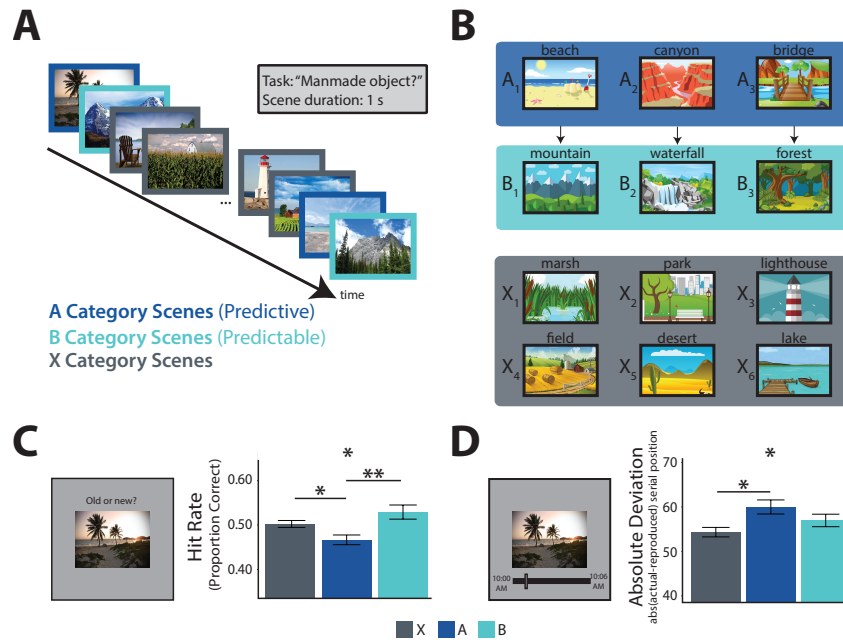 A
Task: “Manmade object?”
Scene duration: 1 s
...
time
A Category Scenes (Predictive)
B Category Scenes (Predictable)
X Category Scenes
B
beach canyon bridge
A1 A2 A3
mountain waterfall forest
B1 B2 B3
marsh park lighthouse
X1 X2 X3
field desert lake
X4 X5 X6
C
Old or new?
Hit Rate
(Proportion Correct)
0.60
0.50
0.40
*
* **
D
10:00
AM
10:06
AM
Absolute Deviation
abs(actual-reproduced) serial position
70
60
50
40
*
*
X A B